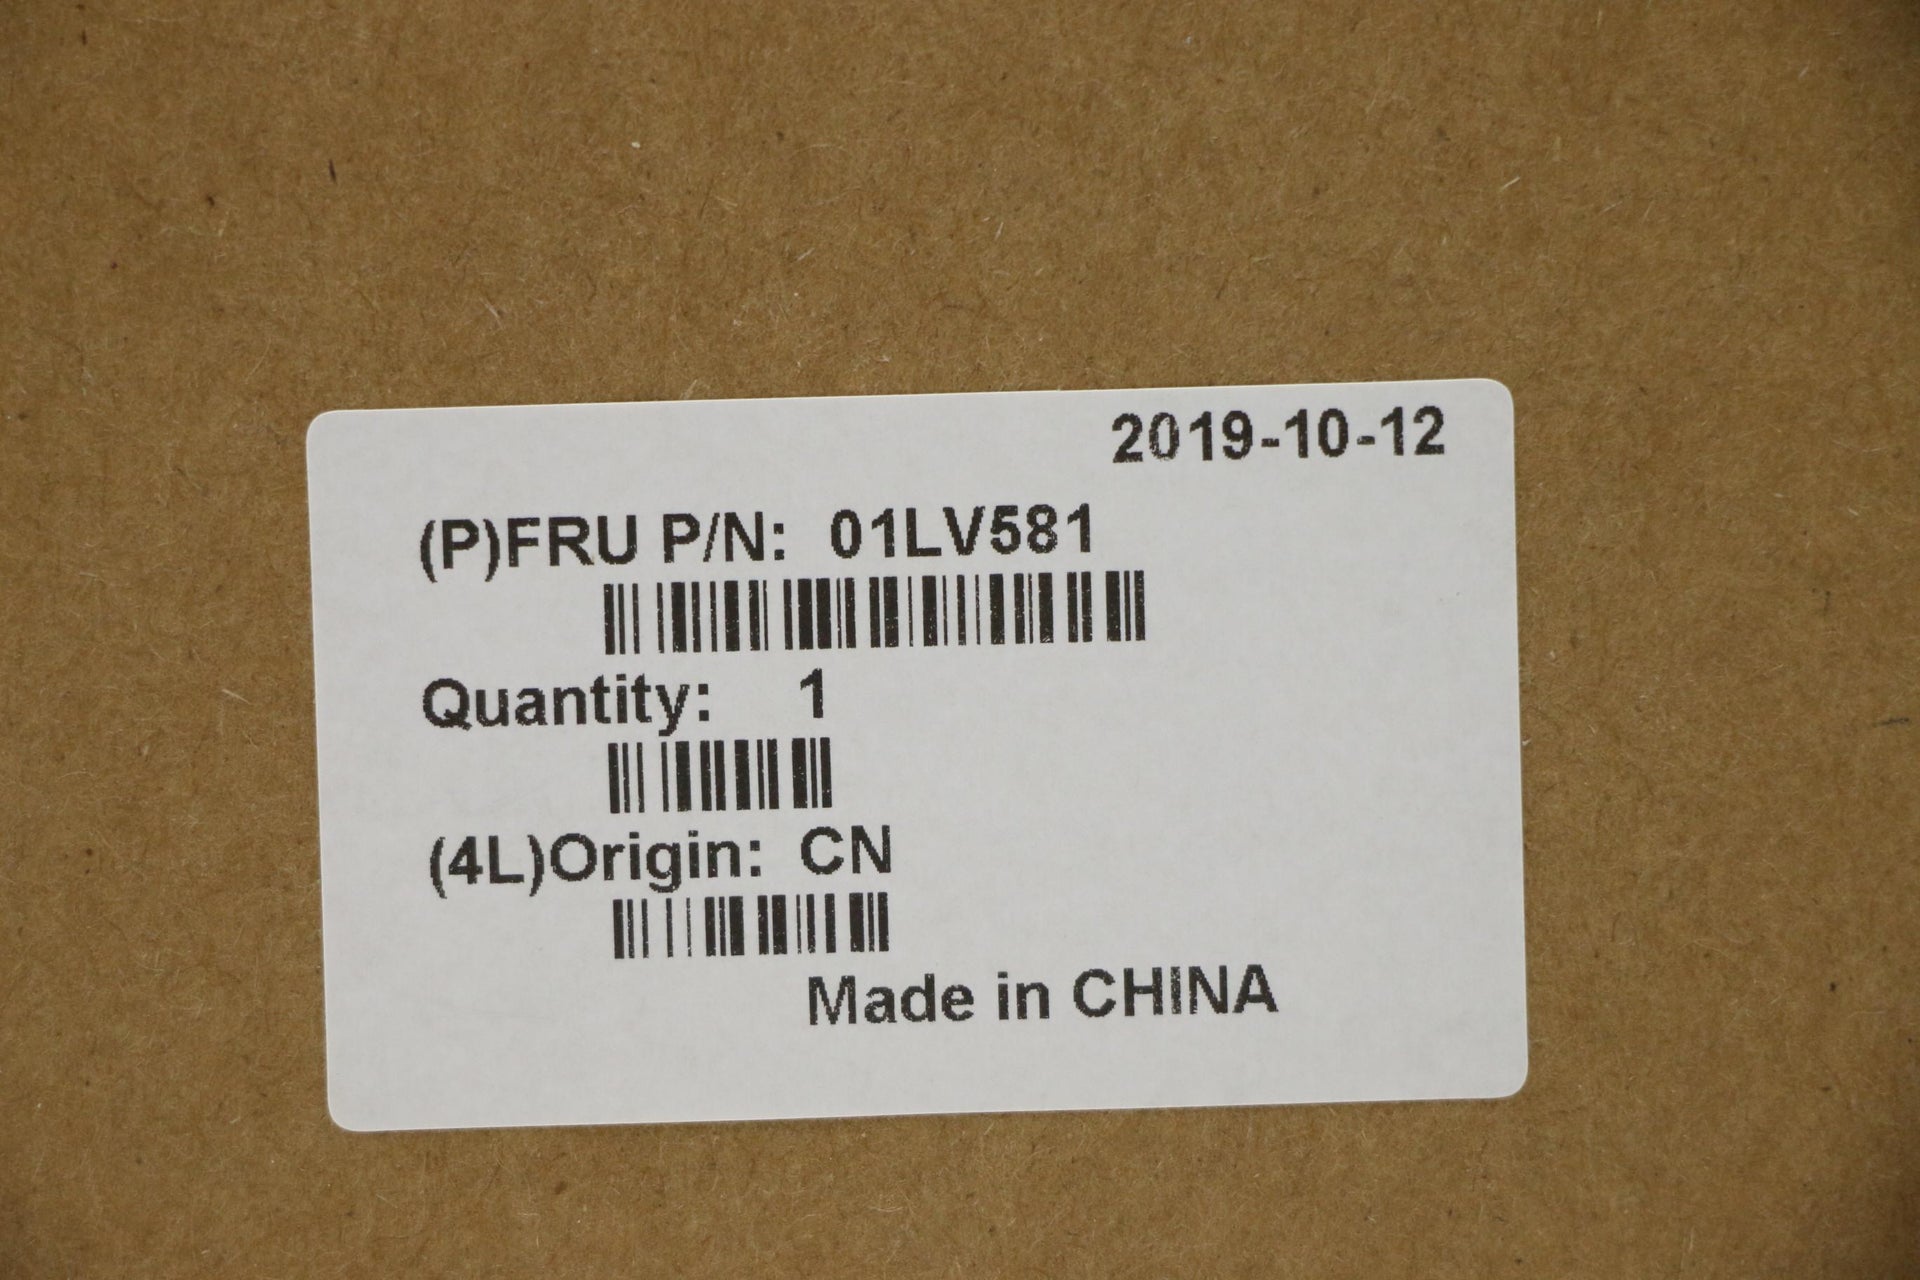 2019-10-12
(P)FRU P/N: 01LV581
Quantity: 1
(4L)Origin: CN
Made in CHINA